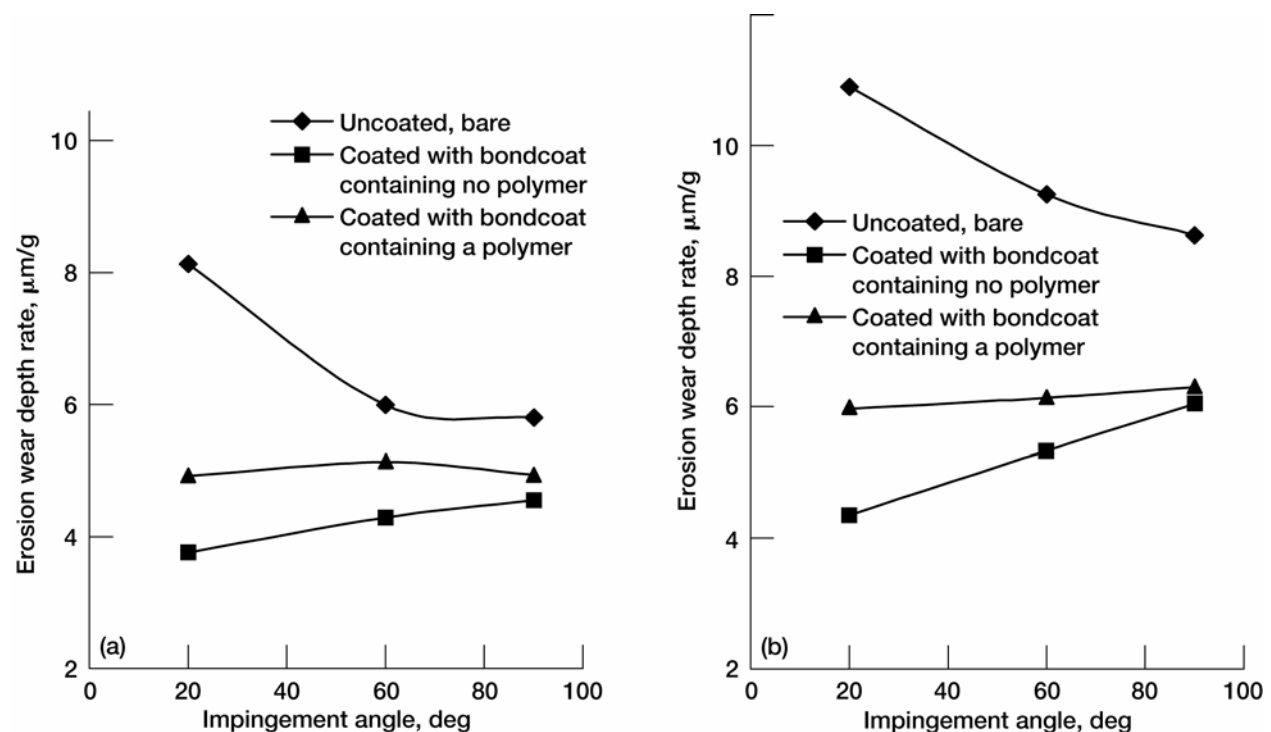 10
8
6
4
2
0
20
40
60
80
100
Erosion wear depth rate, μm/g
Impingement angle, deg
(a)
Uncoated, bare
Coated with bondcoat
containing no polymer
Coated with bondcoat
containing a polymer
10
8
6
4
2
0
20
40
60
80
100
Erosion wear depth rate, μm/g
Impingement angle, deg
(b)
Uncoated, bare
Coated with bondcoat
containing no polymer
Coated with bondcoat
containing a polymer